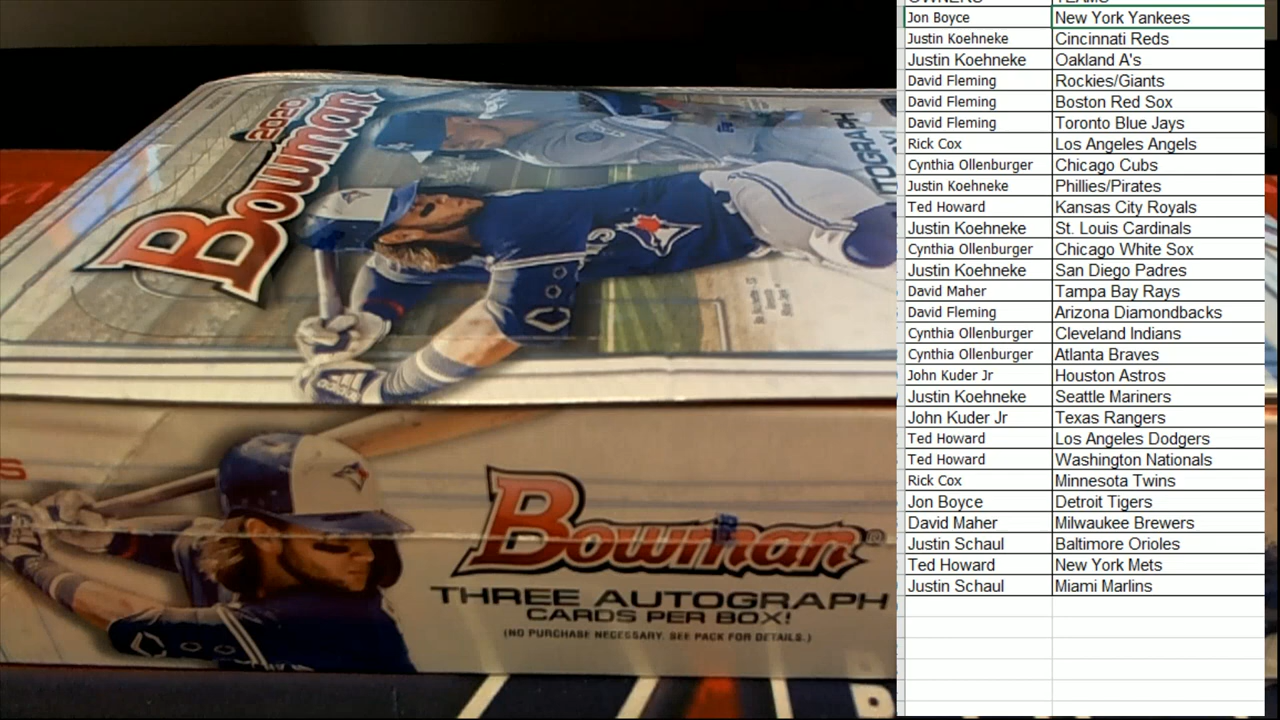 2020
Bowman
THREE AUTOGRAPH
CARDS PER BOX!
(NO PURCHASE NECESSARY. SEE PACK FOR DETAILS.)
Bowman®
OWNERS TEAMS
Jon Boyce New York Yankees
Justin Koehneke Cincinnati Reds
Justin Koehneke Oakland A's
David Fleming Rockies/Giants
David Fleming Boston Red Sox
David Fleming Toronto Blue Jays
Rick Cox Los Angeles Angels
Cynthia Ollenburger Chicago Cubs
Justin Koehneke Phillies/Pirates
Ted Howard Kansas City Royals
Justin Koehneke St. Louis Cardinals
Cynthia Ollenburger Chicago White Sox
Justin Koehneke San Diego Padres
David Maher Tampa Bay Rays
David Fleming Arizona Diamondbacks
Cynthia Ollenburger Cleveland Indians
Cynthia Ollenburger Atlanta Braves
John Kuder Jr Houston Astros
Justin Koehneke Seattle Mariners
John Kuder Jr Texas Rangers
Ted Howard Los Angeles Dodgers
Ted Howard Washington Nationals
Rick Cox Minnesota Twins
Jon Boyce Detroit Tigers
David Maher Milwaukee Brewers
Justin Schaul Baltimore Orioles
Ted Howard New York Mets
Justin Schaul Miami Marlins